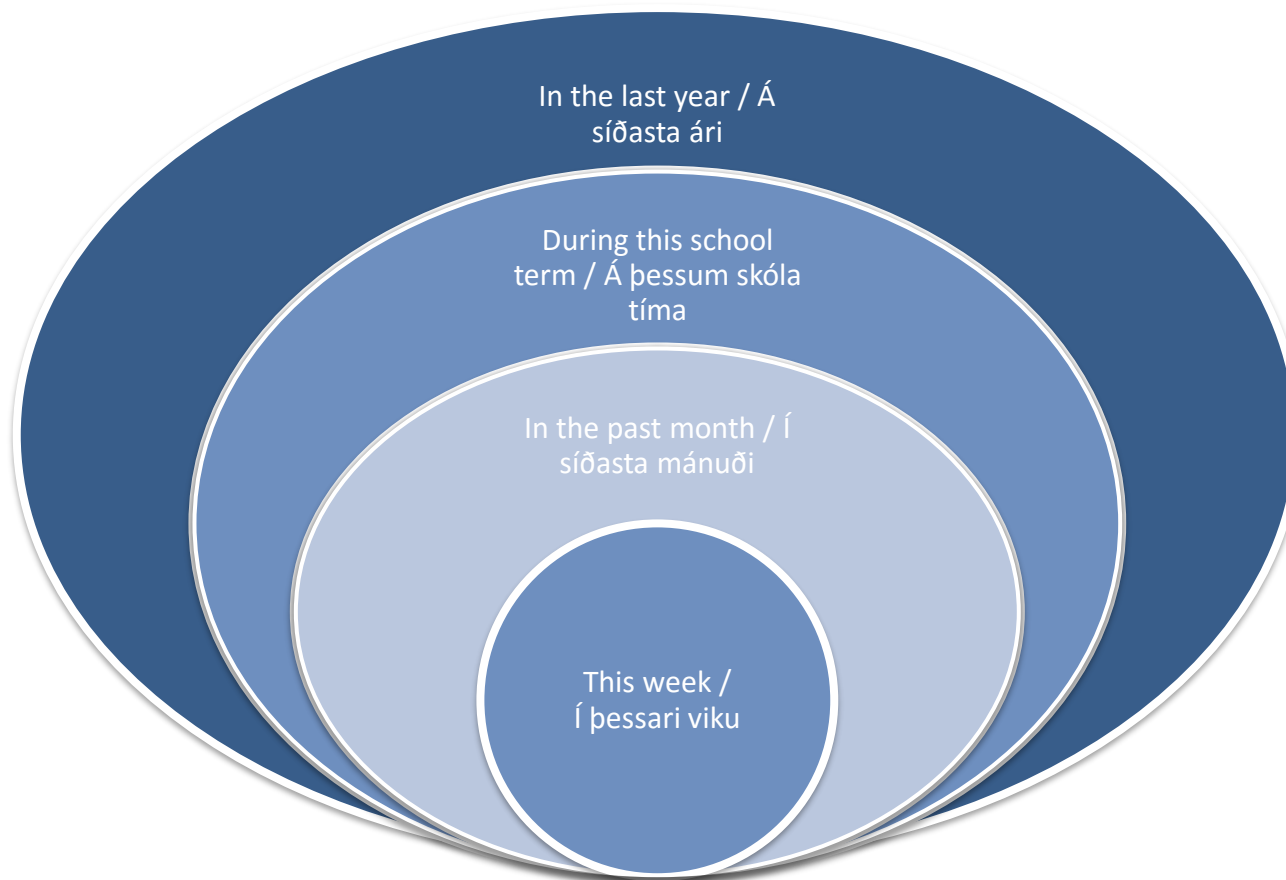 In the last year / Á
síðasta ári
During this school
term / Á þessum skóla
tíma
In the past month / Í
síðasta mánuði
This week /
Í þessari viku